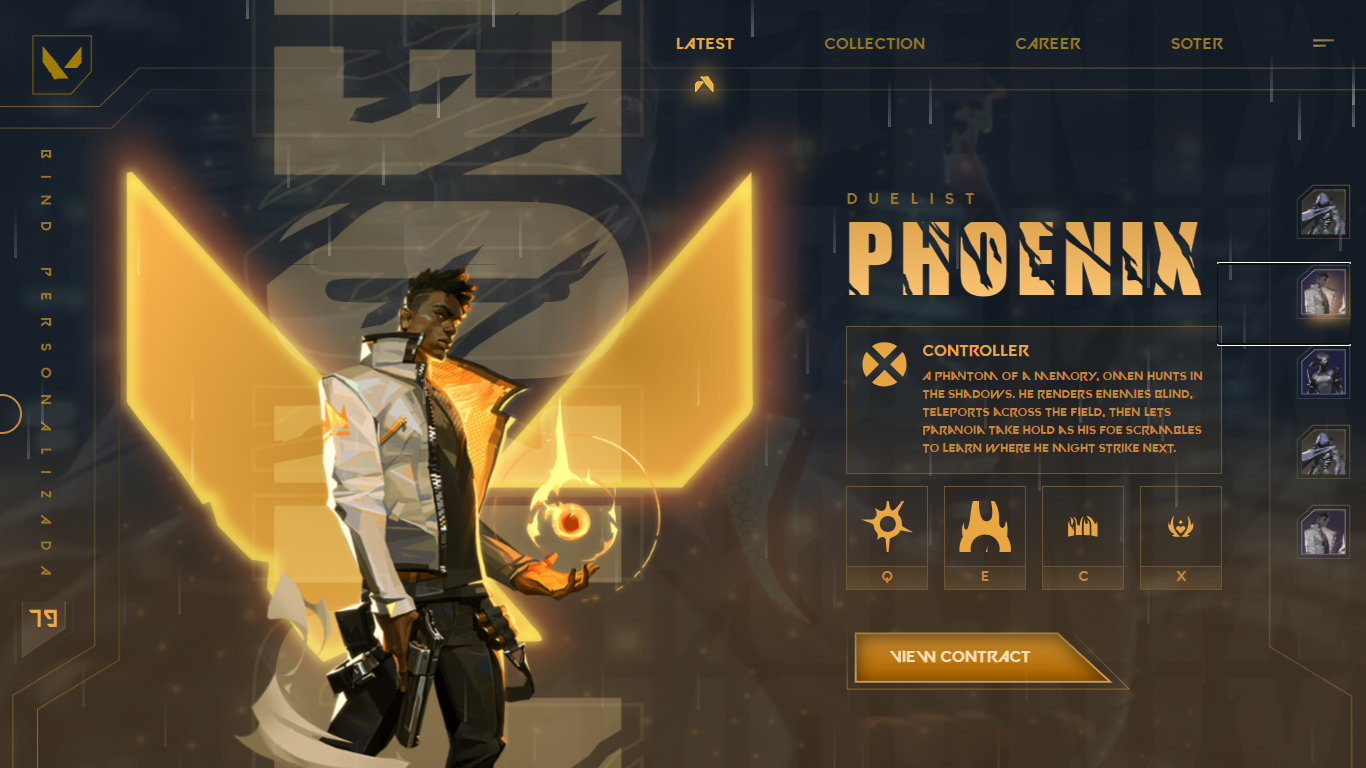 LATEST
COLLECTION
CAREER
SOTER
BIND PERSONALIZADA
79
DUELIST
PHOENIX
CONTROLLER
A PHANTOM OF A MEMORY, OMEN HUNTS IN
THE SHADOWS. HE RENDERS ENEMIES BLIND,
TELEPORTS ACROSS THE FIELD, THEN LETS
PARANOIA TAKE HOLD AS HIS FOE SCRAMBLES
TO LEARN WHERE HE MIGHT STRIKE NEXT.
Q
E
C
X
VIEW CONTRACT